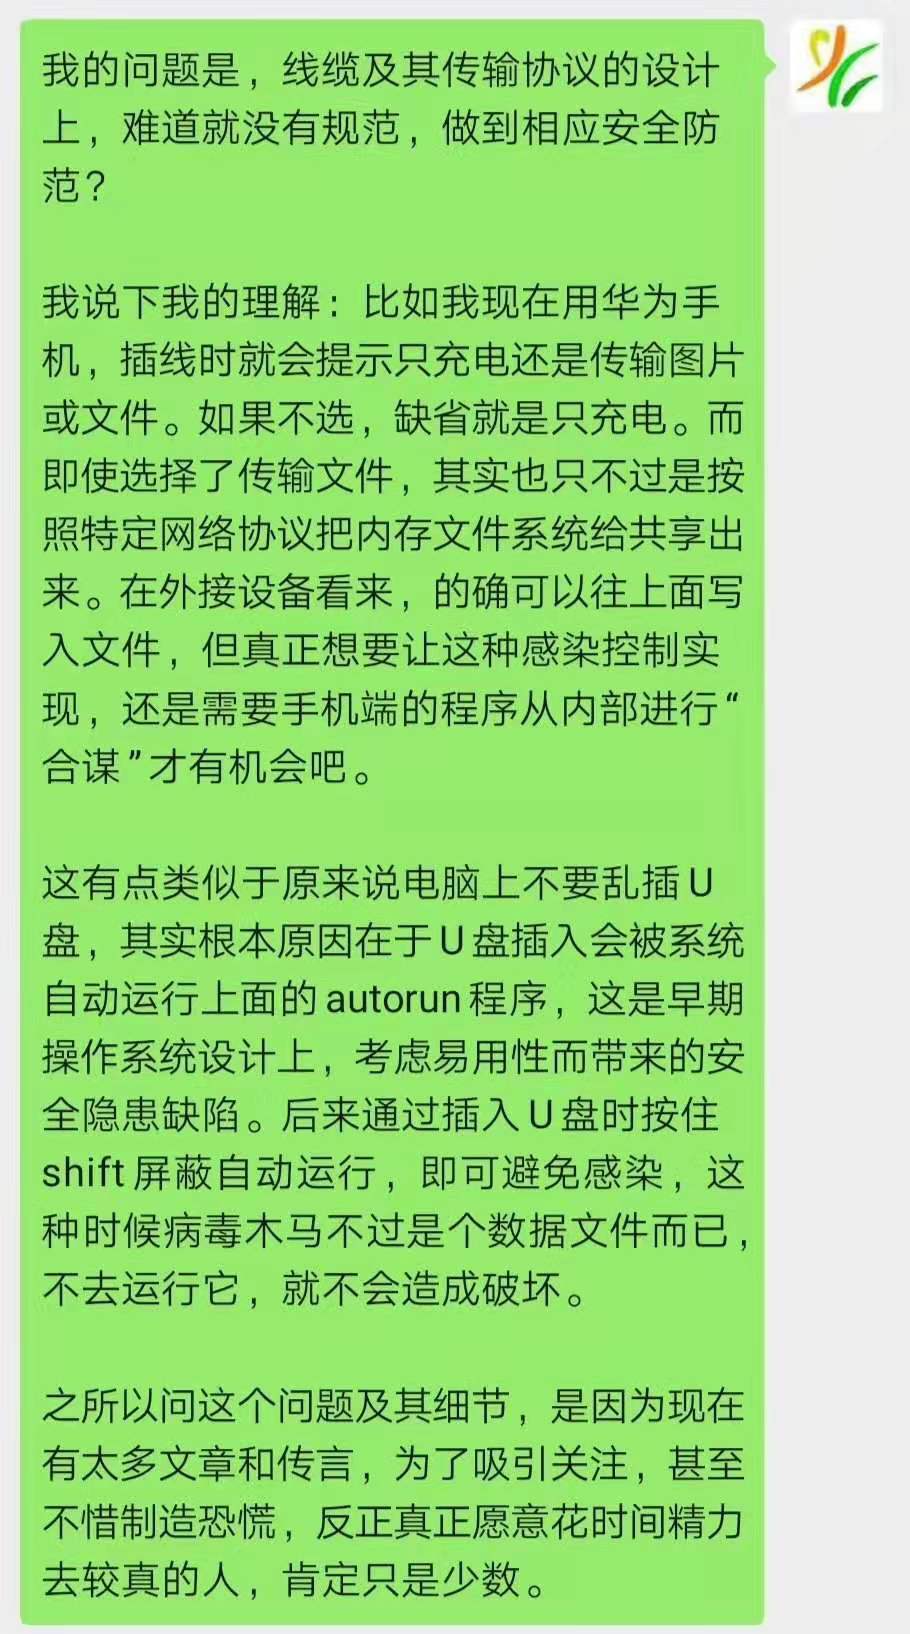 我的问题是，线缆及其传输协议的设计
上，难道就没有规范，做到相应安全防
范？
我说下我的理解：比如我现在用华为手
机，插线时就会提示只充电还是传输图片
或文件。如果不选，缺省就是只充电。而
即使选择了传输文件，其实也只不过是按
照特定网络协议把内存文件系统给共享出
来。在外接设备看来，的确可以往上面写
入文件，但真正想要让这种感染控制实
现，还是需要手机端的程序从内部进行“
合谋”才有机会吧。
这有点类似于原来说电脑上不要乱插U
盘，其实根本原因在于U盘插入会被系统
自动运行上面的autorun程序，这是早期
操作系统设计上，考虑易用性而带来的安
全隐患缺陷。后来通过插入U盘时按住
shift屏蔽自动运行，即可避免感染，这
种时候病毒木马不过是个数据文件而已，
不去运行它，就不会造成破坏。
之所以问这个问题及其细节，是因为现在
有太多文章和传言，为了吸引关注，甚至
不惜制造恐慌，反正真正愿意花时间精力
去较真的人，肯定只是少数。